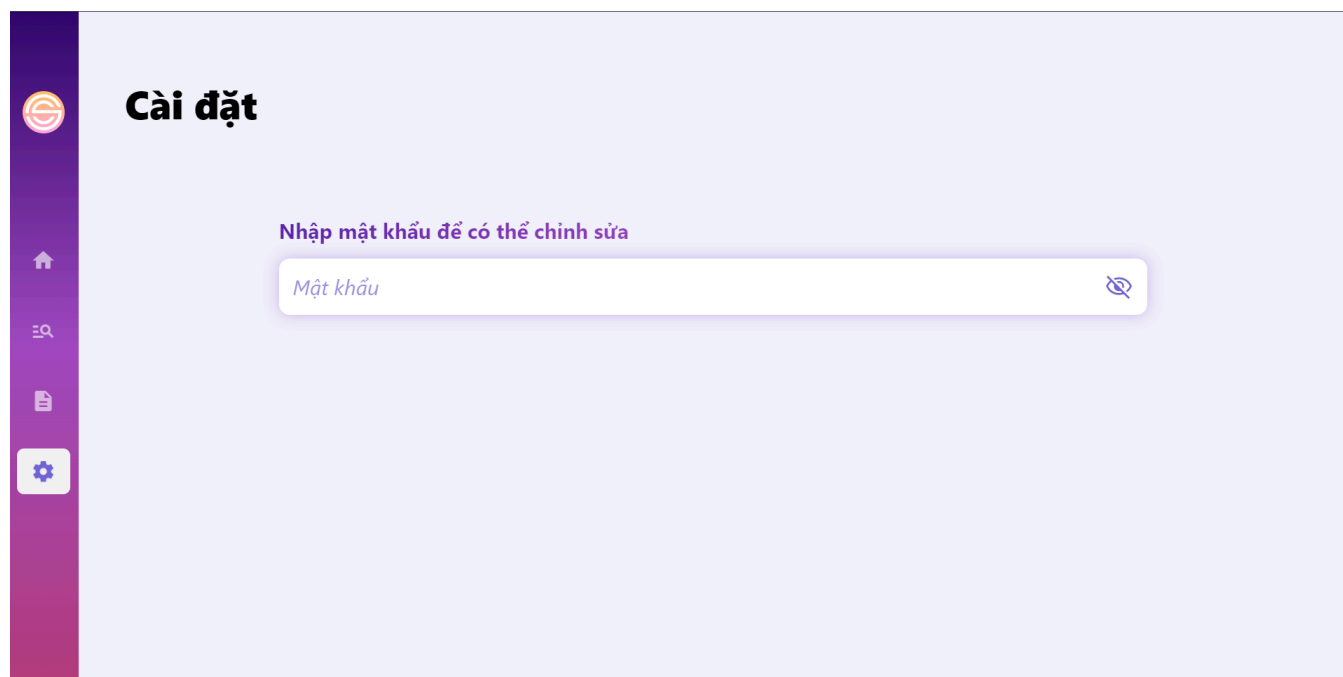 Cài đặt
Nhập mật khẩu để có thể chỉnh sửa
Mật khẩu